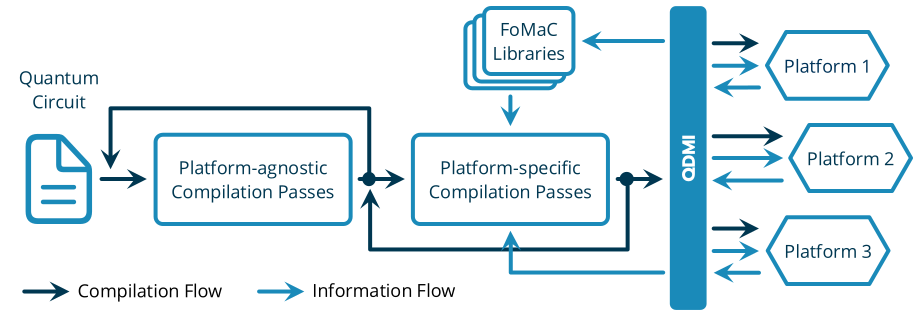 FoMaC
Libraries
Quantum
Circuit
Platform-agnostic
Compilation Passes
Platform-specific
Compilation Passes
QDMI
Platform 1
Platform 2
Platform 3
Compilation Flow
Information Flow